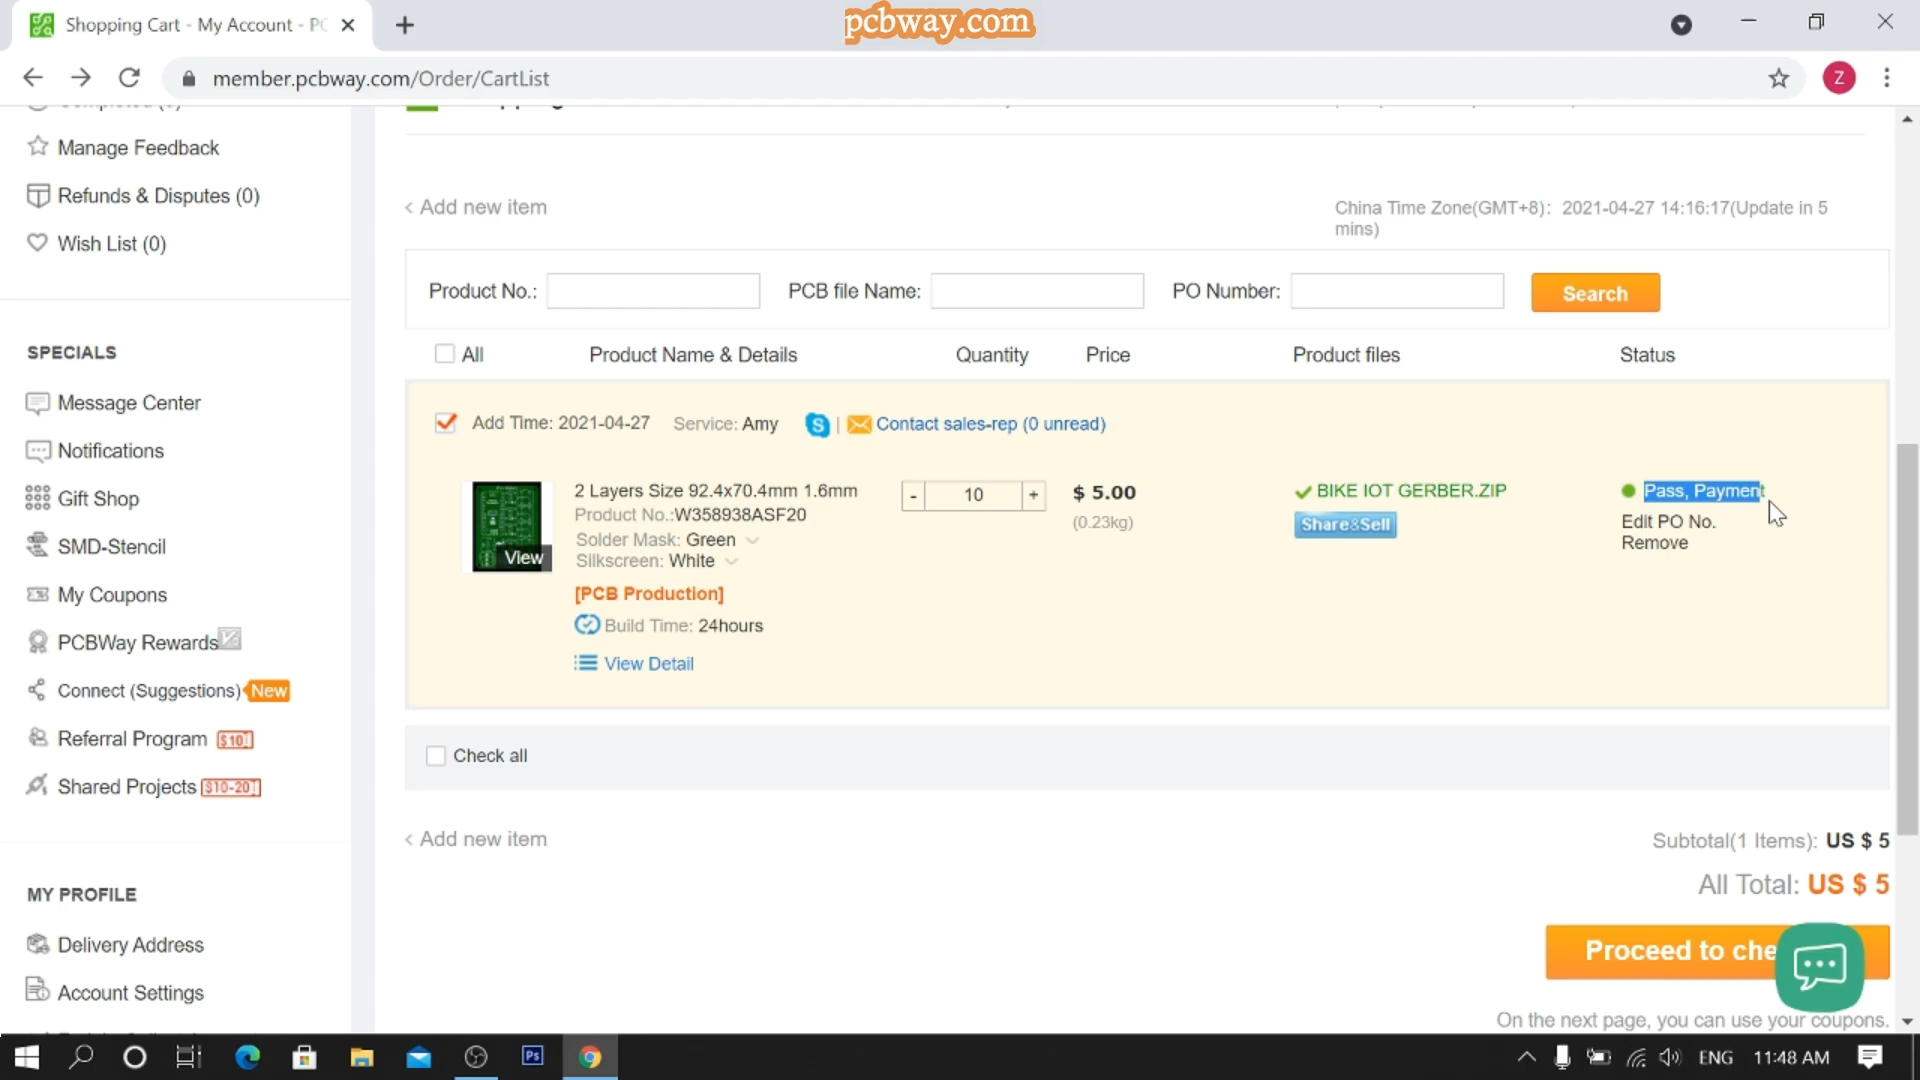 Shopping Cart - My Account - PC
pcbway.com
member.pcbway.com/Order/CartList
Z
Manage Feedback
Refunds & Disputes (0)
Wish List (0)
SPECIALS
Message Center
Notifications
Gift Shop
SMD-Stencil
My Coupons
PCBWay Rewards
Connect (Suggestions) New
Referral Program $10
Shared Projects $10-20
MY PROFILE
Delivery Address
Account Settings
< Add new item
China Time Zone(GMT+8): 2021-04-27 14:16:17(Update in 5
mins)
Product No.: PCB file Name: PO Number: Search
All Product Name & Details Quantity Price Product files Status
Add Time: 2021-04-27 Service: Amy | Contact sales-rep (0 unread)
View
2 Layers Size 92.4x70.4mm 1.6mm
Product No.:W358938ASF20
Solder Mask: Green
Silkscreen: White
[PCB Production]
Build Time: 24hours
View Detail
- 10 +
$ 5.00
(0.23kg)
BIKE IOT GERBER.ZIP
Share&Sell
Pass, Payment
Edit PO No.
Remove
Check all
< Add new item
Subtotal(1 Items): US $ 5
All Total: US $ 5
Proceed to che
On the next page, you can use your coupons.
Ps
ENG 11:48 AM